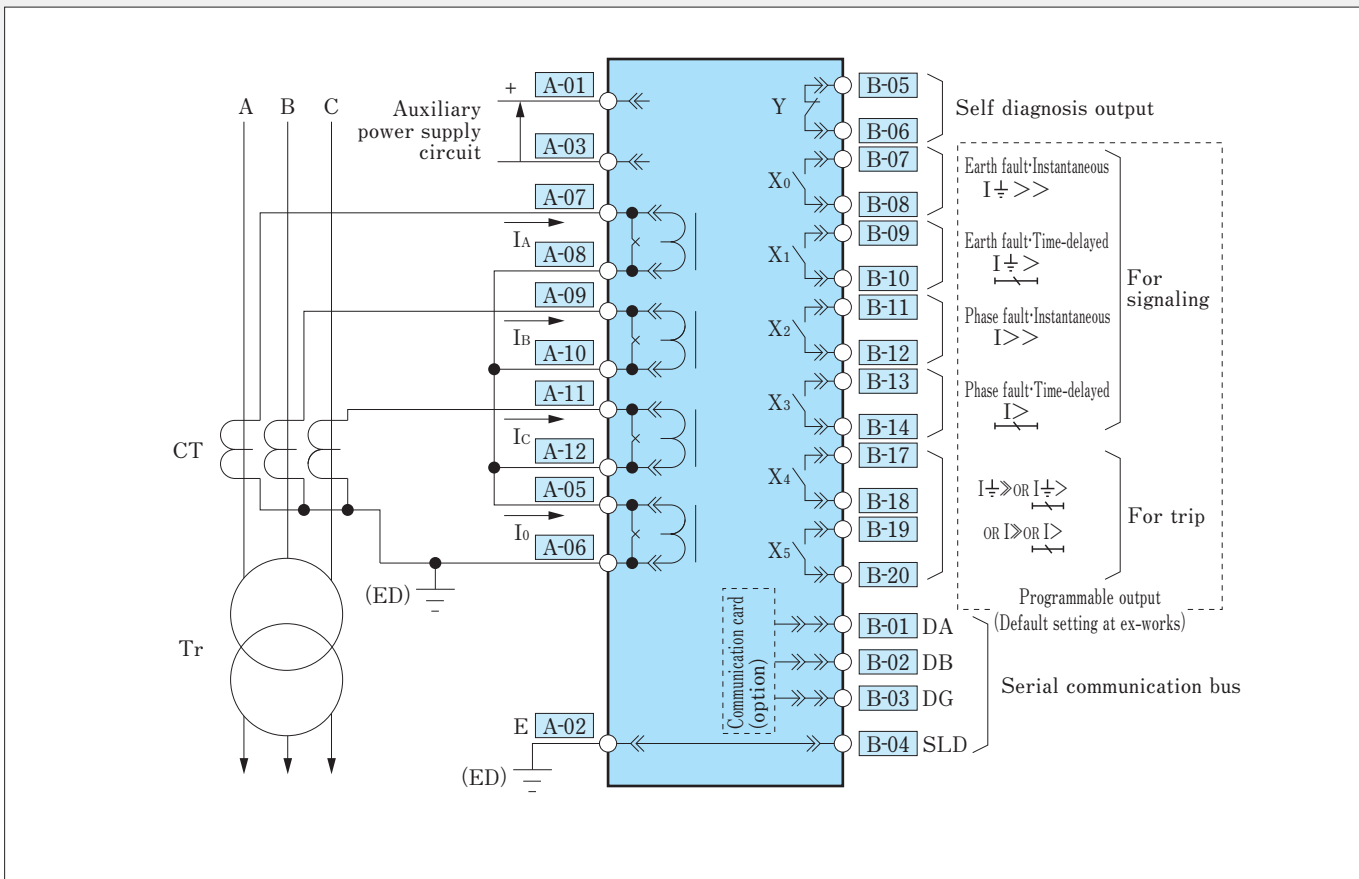 A B C
Auxiliary
power supply
circuit
+
A-01
A-03
A-07
IA
A-08
A-09
IB
A-10
A-11
IC
A-12
A-05
I0
A-06
CT
(ED)
Tr
E A-02
(ED)
Y
X0
X1
X2
X3
X4
X5
Communication card
(option)
B-05
B-06
B-07
B-08
B-09
B-10
B-11
B-12
B-13
B-14
B-17
B-18
B-19
B-20
B-01 DA
B-02 DB
B-03 DG
B-04 SLD
Self diagnosis output
Earth fault·Instantaneous
I⏚>>
Earth fault·Time-delayed
I⏚>
Phase fault·Instantaneous
I>>
Phase fault·Time-delayed
I>
For
signaling
I⏚≫OR I⏚>
OR I≫OR I>
For trip
Programmable output
(Default setting at ex-works)
Serial communication bus